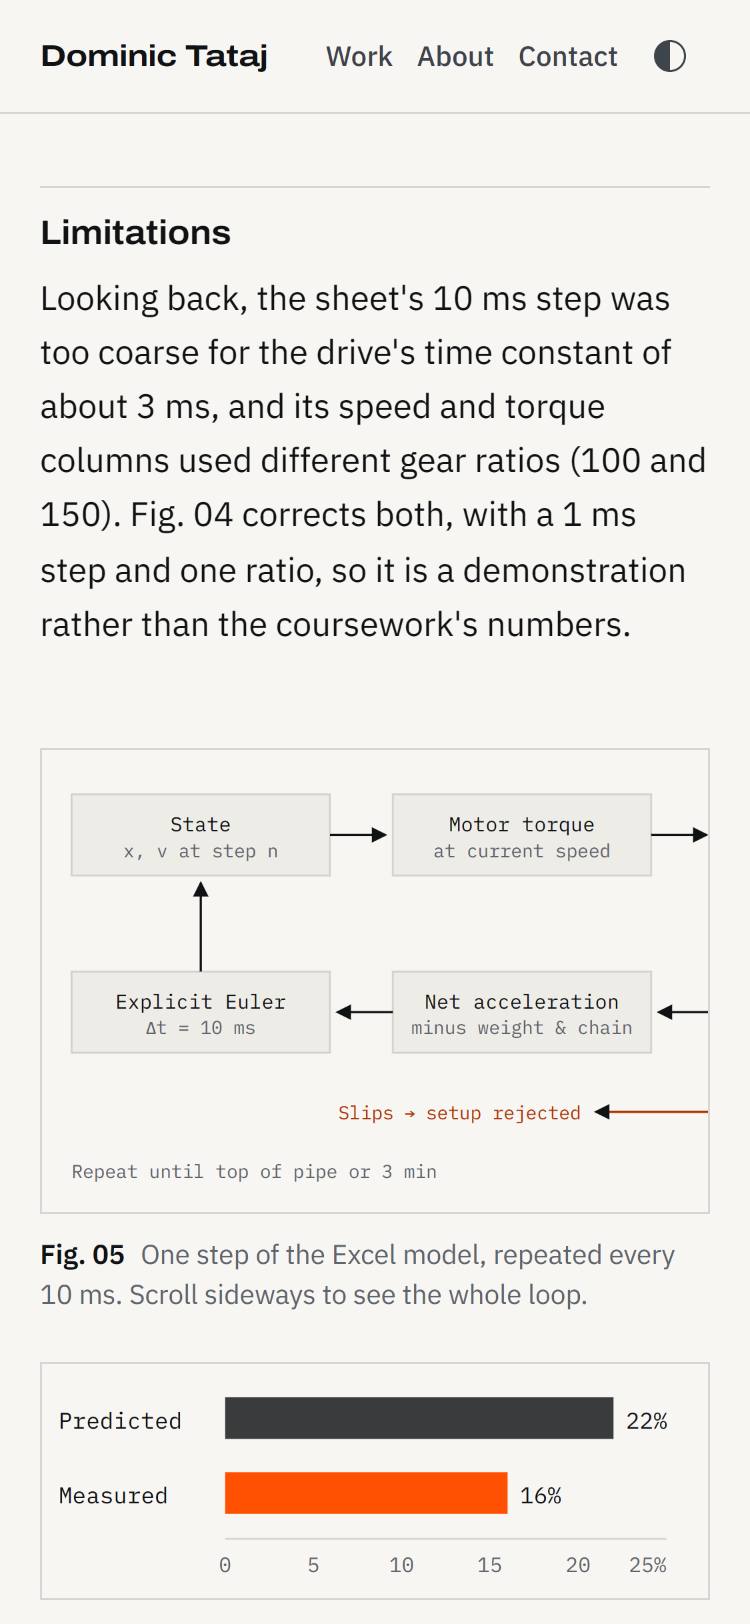 Dominic Tataj Work About Contact
Limitations
Looking back, the sheet's 10 ms step was
too coarse for the drive's time constant of
about 3 ms, and its speed and torque
columns used different gear ratios (100 and
150). Fig. 04 corrects both, with a 1 ms
step and one ratio, so it is a demonstration
rather than the coursework's numbers.
State
x, v at step n
Motor torque
at current speed
Explicit Euler
Δt = 10 ms
Net acceleration
minus weight & chain
Slips → setup rejected
Repeat until top of pipe or 3 min
Fig. 05 One step of the Excel model, repeated every
10 ms. Scroll sideways to see the whole loop.
Predicted 22%
Measured 16%
0 5 10 15 20 25%